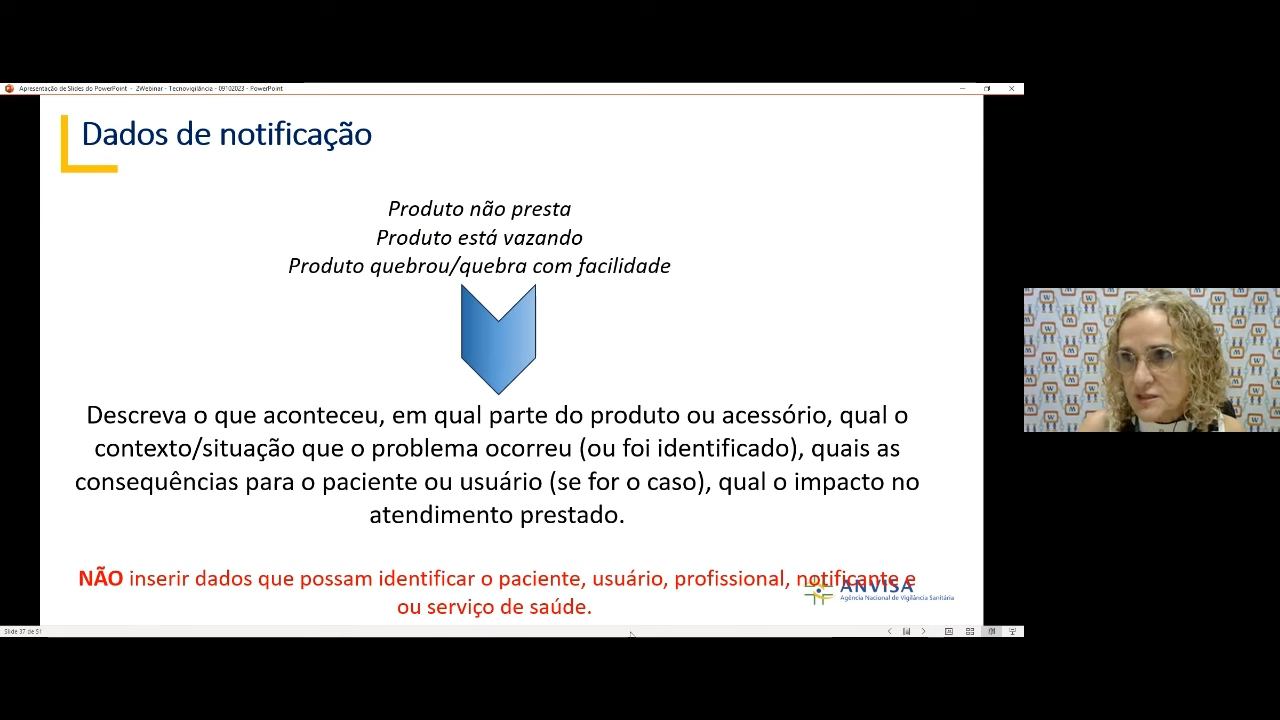 Apresentação de Slides do PowerPoint - 2Webinar - Tecnovigilância - 09102023 - PowerPoint
Dados de notificação
Produto não presta
Produto está vazando
Produto quebrou/quebra com facilidade
Descreva o que aconteceu, em qual parte do produto ou acessório, qual o
contexto/situação que o problema ocorreu (ou foi identificado), quais as
consequências para o paciente ou usuário (se for o caso), qual o impacto no
atendimento prestado.
NÃO inserir dados que possam identificar o paciente, usuário, profissional, notificante e
ou serviço de saúde.
ANVISA
Agência Nacional de Vigilância Sanitária
Slide 37 de 51